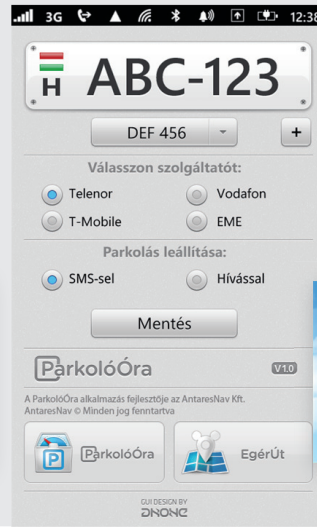 3G 12:38
H ABC-123
DEF 456 +
Válasszon szolgáltatót:
Telenor Vodafon
T-Mobile EME
Parkolás leállítása:
SMS-sel Hívással
Mentés
ParkolóÓra V1.0
A ParkolóÓra alkalmazás fejlesztője az AntaresNav Kft.
AntaresNav © Minden jog fenntartva
P ParkolóÓra EgérÚt
GUI DESIGN BY